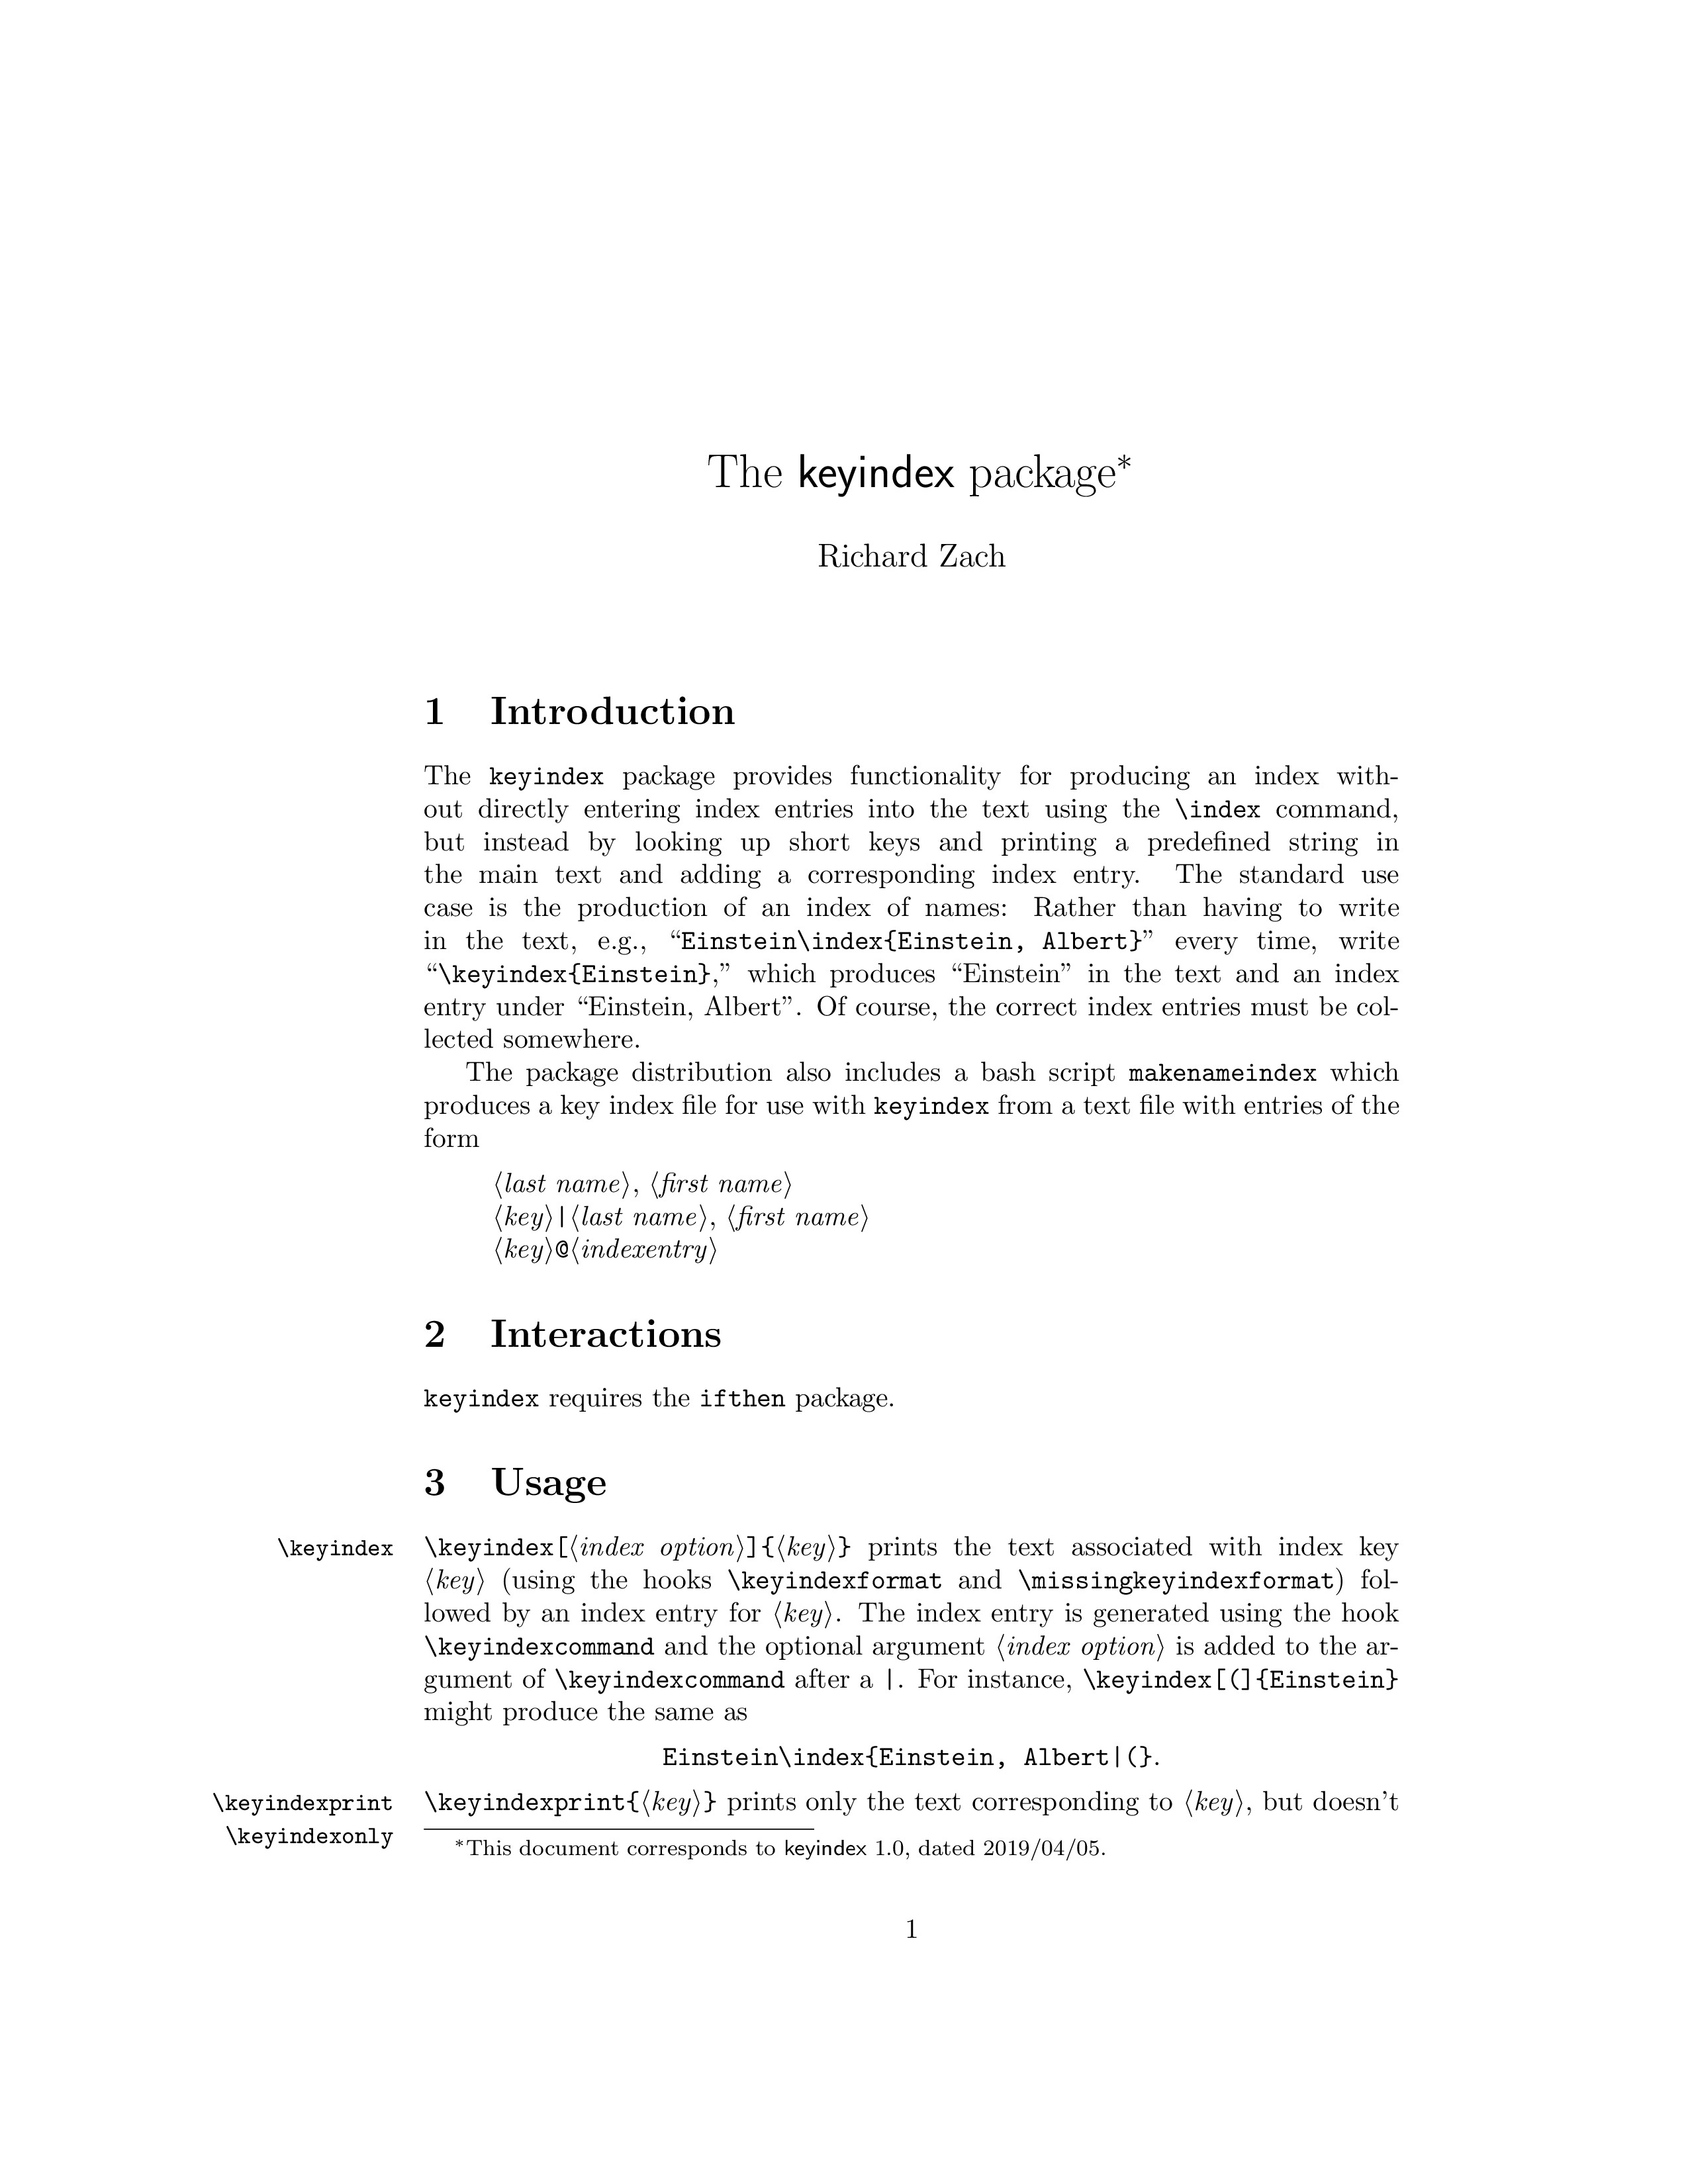 The keyindex package*
Richard Zach
1 Introduction
The keyindex package provides functionality for producing an index with-
out directly entering index entries into the text using the \index command,
but instead by looking up short keys and printing a predefined string in
the main text and adding a corresponding index entry. The standard use
case is the production of an index of names: Rather than having to write
in the text, e.g., “Einstein\index{Einstein, Albert}” every time, write
“\keyindex{Einstein},” which produces “Einstein” in the text and an index
entry under “Einstein, Albert”. Of course, the correct index entries must be col-
lected somewhere.
The package distribution also includes a bash script makenameindex which
produces a key index file for use with keyindex from a text file with entries of the
form
⟨last name⟩, ⟨first name⟩
⟨key⟩|⟨last name⟩, ⟨first name⟩
⟨key⟩@⟨indexentry⟩
2 Interactions
keyindex requires the ifthen package.
3 Usage
\keyindex \keyindex[⟨index option⟩]{⟨key⟩} prints the text associated with index key
⟨key⟩ (using the hooks \keyindexformat and \missingkeyindexformat) fol-
lowed by an index entry for ⟨key⟩. The index entry is generated using the hook
\keyindexcommand and the optional argument ⟨index option⟩ is added to the ar-
gument of \keyindexcommand after a |. For instance, \keyindex[(]{Einstein}
might produce the same as
Einstein\index{Einstein, Albert|(}.
\keyindexprint \keyindexprint{⟨key⟩} prints only the text corresponding to ⟨key⟩, but doesn’t
\keyindexonly
*This document corresponds to keyindex 1.0, dated 2019/04/05.
1